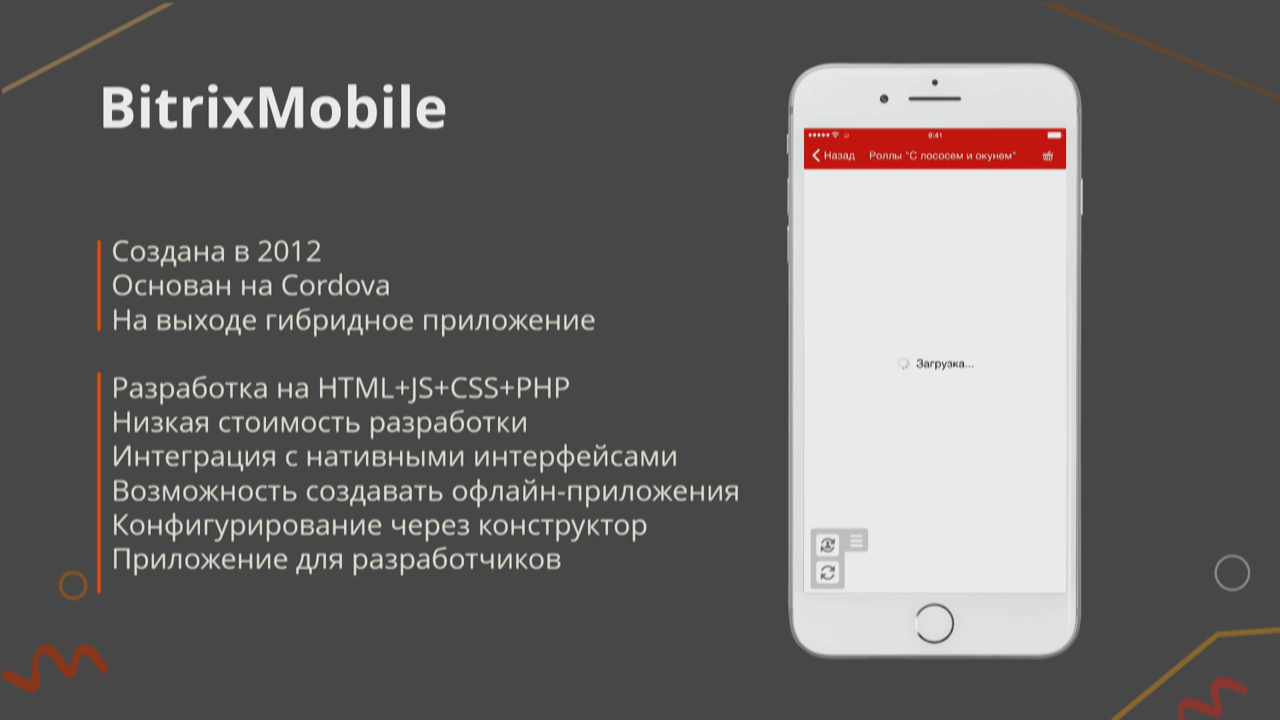 BitrixMobile
Создана в 2012
Основан на Cordova
На выходе гибридное приложение
Разработка на HTML+JS+CSS+PHP
Низкая стоимость разработки
Интеграция с нативными интерфейсами
Возможность создавать офлайн-приложения
Конфигурирование через конструктор
Приложение для разработчиков
9:41
Назад Роллы "С лососем и окунем"
Загрузка...